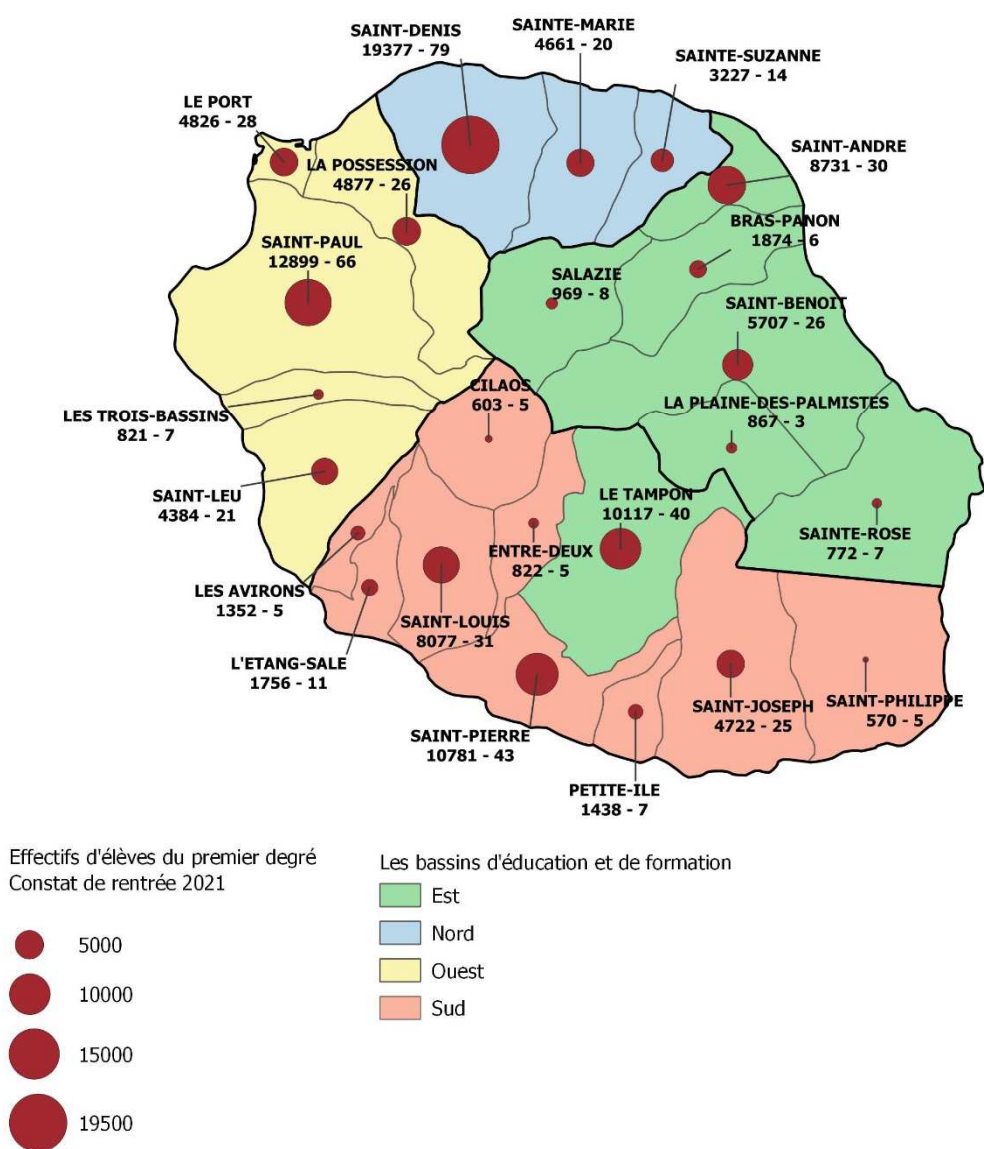 SAINT-DENIS
19377 - 79
SAINTE-MARIE
4661 - 20
SAINTE-SUZANNE
3227 - 14
LE PORT
4826 - 28
SAINT-ANDRE
8731 - 30
LA POSSESSION
4877 - 26
BRAS-PANON
1874 - 6
SAINT-PAUL
12899 - 66
SALAZIE
969 - 8
SAINT-BENOIT
5707 - 26
CILAOS
603 - 5
LA PLAINE-DES-PALMISTES
867 - 3
LES TROIS-BASSINS
821 - 7
SAINT-LEU
4384 - 21
LE TAMPON
10117 - 40
SAINTE-ROSE
772 - 7
ENTRE-DEUX
822 - 5
LES AVIRONS
1352 - 5
SAINT-LOUIS
8077 - 31
L'ETANG-SALE
1756 - 11
SAINT-JOSEPH
4722 - 25
SAINT-PHILIPPE
570 - 5
SAINT-PIERRE
10781 - 43
PETITE-ILE
1438 - 7
Effectifs d'élèves du premier degré
Constat de rentrée 2021
5000
10000
15000
19500
Les bassins d'éducation et de formation
Est
Nord
Ouest
Sud